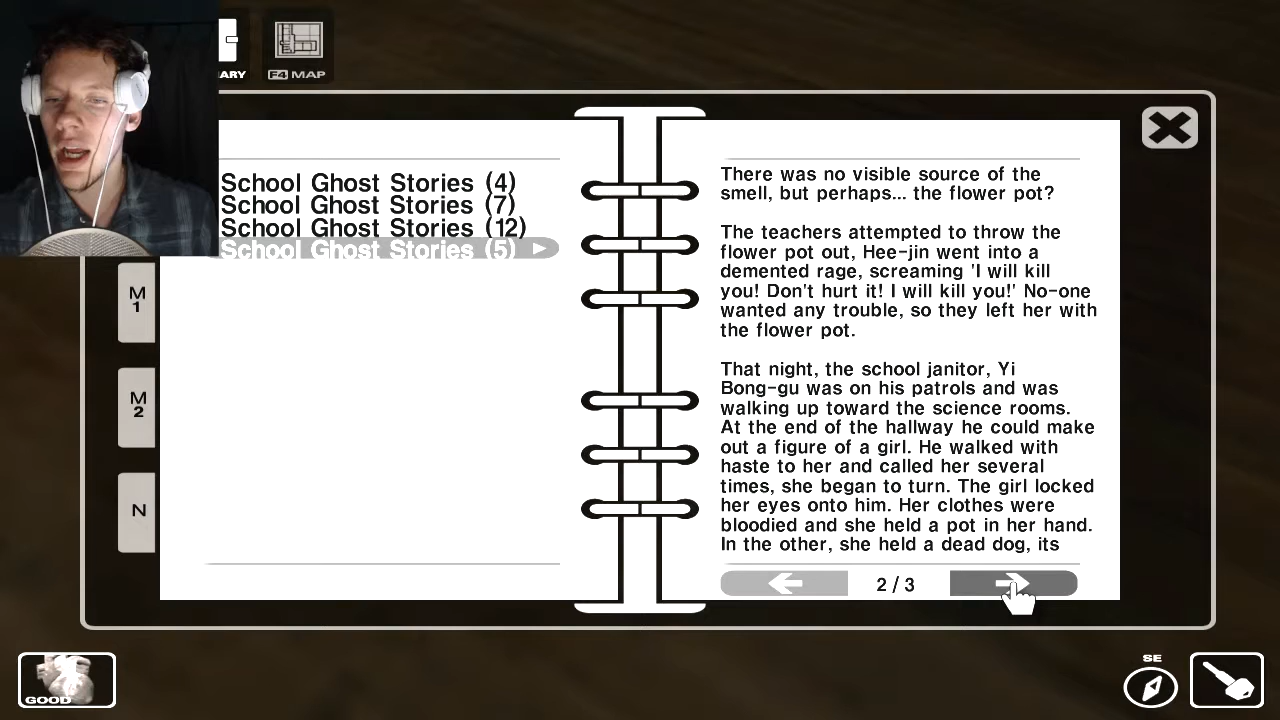 ARY
F4 MAP
School Ghost Stories (4)
School Ghost Stories (7)
School Ghost Stories (12)
School Ghost Stories (5)
M
1
M
2
N
There was no visible source of the
smell, but perhaps... the flower pot?
The teachers attempted to throw the
flower pot out, Hee-jin went into a
demented rage, screaming 'I will kill
you! Don't hurt it! I will kill you!' No-one
wanted any trouble, so they left her with
the flower pot.
That night, the school janitor, Yi
Bong-gu was on his patrols and was
walking up toward the science rooms.
At the end of the hallway he could make
out a figure of a girl. He walked with
haste to her and called her several
times, she began to turn. The girl locked
her eyes onto him. Her clothes were
bloodied and she held a pot in her hand.
In the other, she held a dead dog, its
2 / 3
GOOD
SE